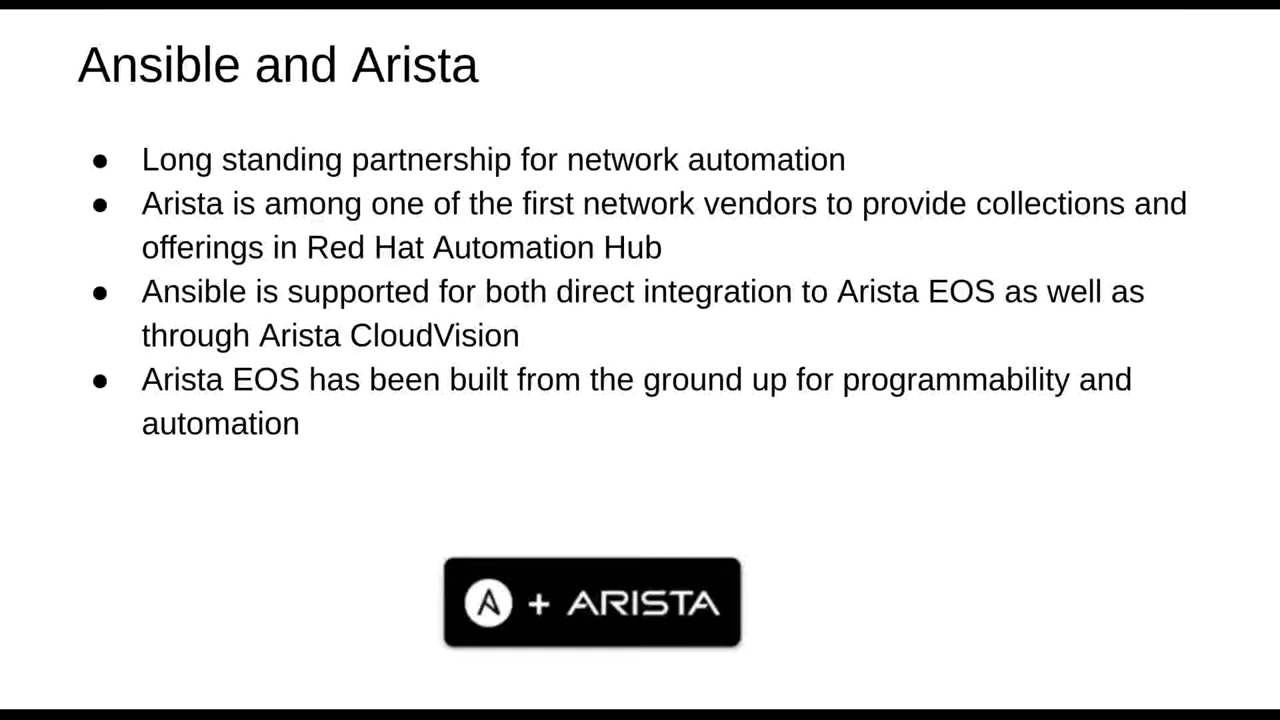 Ansible and Arista
● Long standing partnership for network automation
● Arista is among one of the first network vendors to provide collections and
offerings in Red Hat Automation Hub
● Ansible is supported for both direct integration to Arista EOS as well as
through Arista CloudVision
● Arista EOS has been built from the ground up for programmability and
automation
A + ARISTA